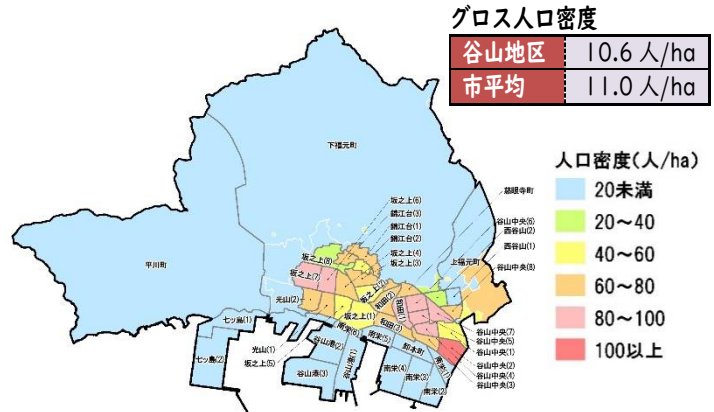 グロス人口密度
谷山地区 10.6 人/ha
市平均 11.0 人/ha
人口密度(人/ha)
20未満
20～40
40～60
60～80
80～100
100以上
下福元町
慈眼寺町
坂之上(6)
錦江台(3)
錦江台(1)
錦江台(2)
坂之上(4)
坂之上(3)
谷山中央(6)
西谷山(2)
西谷山(1)
谷山中央(8)
上福元町
平川町
坂之上(8)
坂之上(7)
坂之上(2)
光山(2)
坂之上(1)
和田(2)
和田(1)
和田(3)
七ツ島(1)
七ツ島(2)
光山(1)
坂之上(5)
南栄(6)
南栄(5)
卸本町
谷山港(2)
谷山港(3)
谷山港(1)
南栄(4)
南栄(3)
南栄(2)
南栄(1)
谷山中央(7)
谷山中央(5)
谷山中央(1)
谷山中央(2)
谷山中央(4)
谷山中央(3)